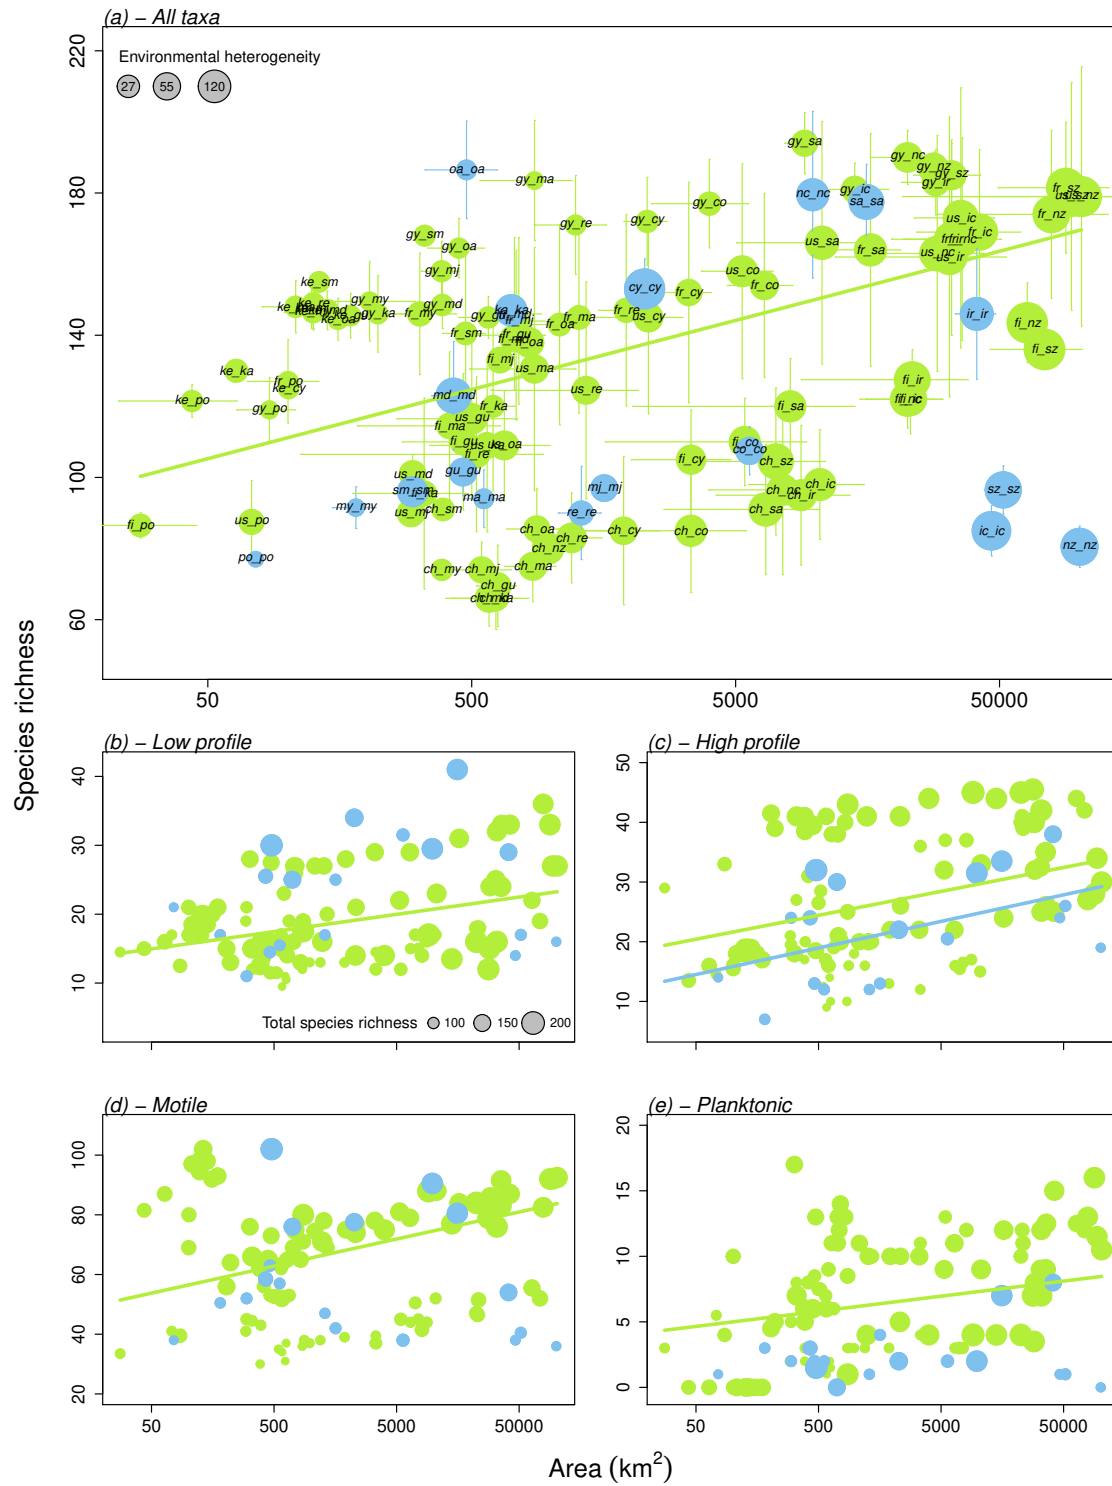 (a) – All taxa
Environmental heterogeneity
27 55 120
220
180
140
100
60
50 500 5000 50000
Species richness
gy_sa
gy_nc
gy_nz
gy_sz
gy_ir
gy_ic
sa_sa
nc_nc
oa_oa
gy_ma
gy_co
gy_re
gy_cy
gy_sm
gy_oa
gy_mj
gy_md
gy_my
gy_ka
ke_sm
ke_re
ke_oa
fr_my
fr_sm
fr_mj
fr_gu
fr_oa
fr_ma
fr_re
us_cy
cy_cy
fr_cy
us_co
fr_co
us_sa
fr_sa
us_ic
fr_ic
us_nc
us_ir
fr_nz
fr_sz
ir_ir
fi_nz
fi_sz
fi_ir
fi_sa
fi_co
co_co
fi_cy
fi_oa
fi_mj
us_ma
us_re
md_md
fr_ka
us_gu
fi_ma
fi_gu
us_oa
fi_re
ke_ka
fr_po
ke_cy
ke_po
gy_po
us_md
gu_gu
sm_sm
my_my
us_mj
ch_sm
ma_ma
mj_mj
re_re
us_po
fi_po
po_po
ch_oa
ch_nz
ch_re
ch_ma
ch_cy
ch_co
ch_sa
ch_ir
ch_nc
ch_ic
ch_sz
ch_my
ch_mj
ch_gu
sz_sz
ic_ic
nz_nz
(b) – Low profile
40
30
20
10
Total species richness 100 150 200
(c) – High profile
50
40
30
20
10
(d) – Motile
100
80
60
40
20
50 500 5000 50000
(e) – Planktonic
20
15
10
5
0
50 500 5000 50000
Area (km²)